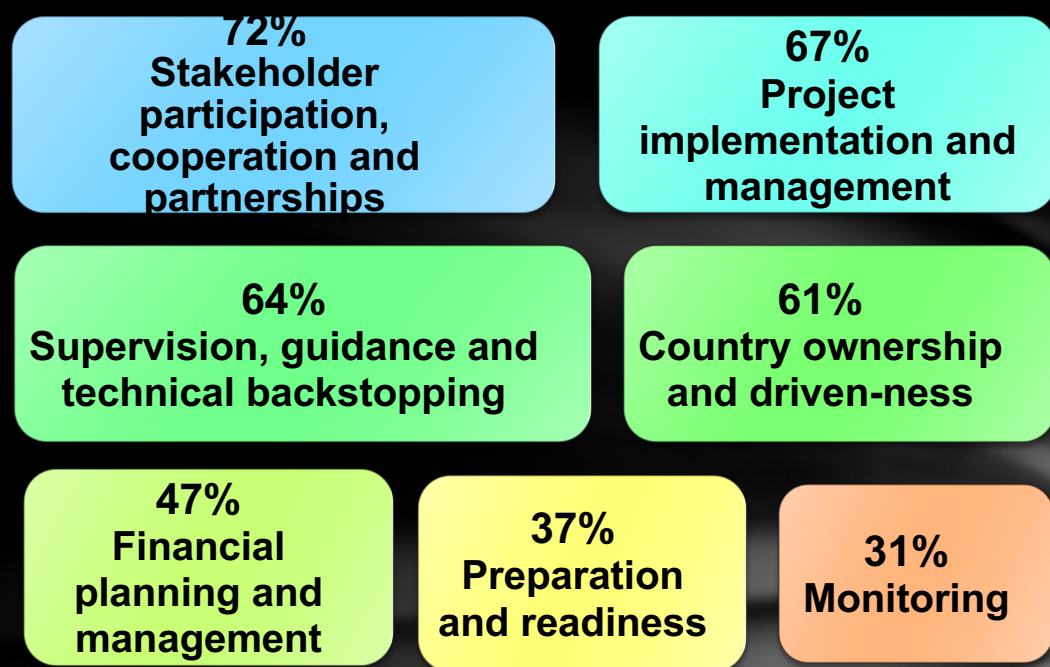 72%
Stakeholder
participation,
cooperation and
partnerships
67%
Project
implementation and
management
64%
Supervision, guidance and
technical backstopping
61%
Country ownership
and driven-ness
47%
Financial
planning and
management
37%
Preparation
and readiness
31%
Monitoring